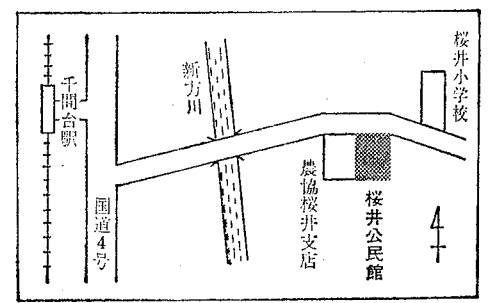 桜井小学校
新方川
千間台駅
農協桜井支店
桜井公民館
国道4号